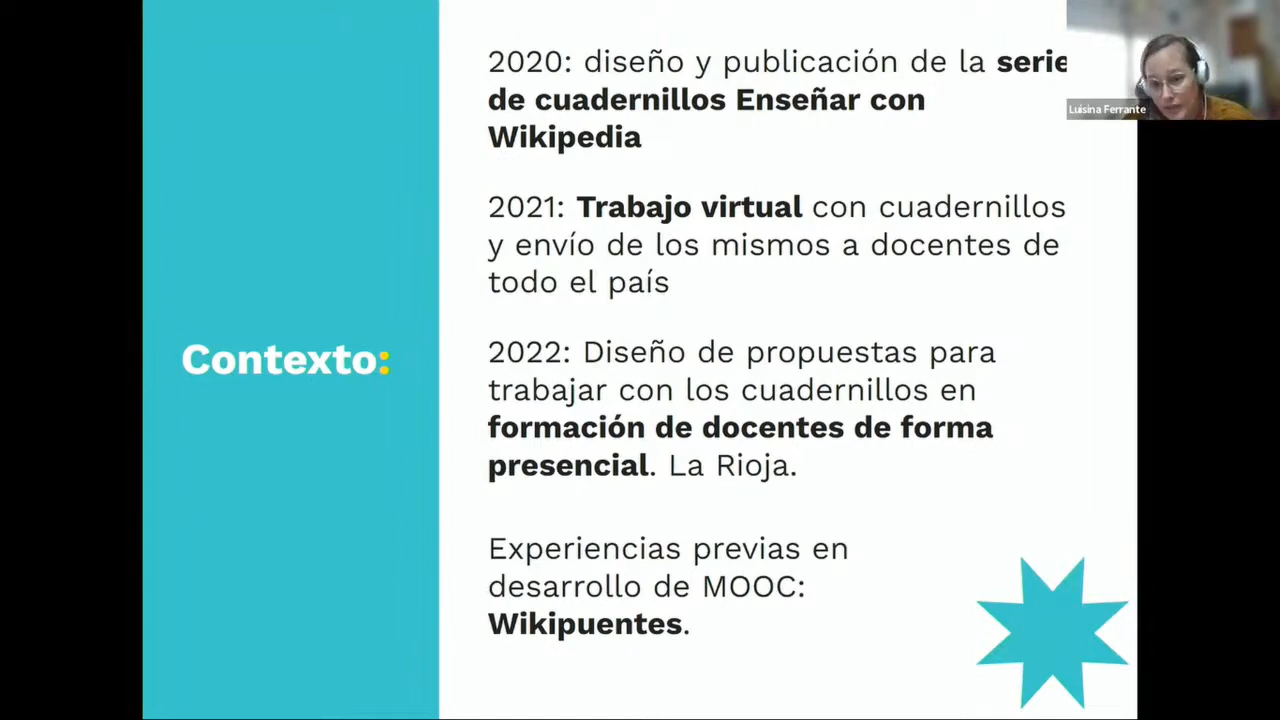 Contexto:
2020: diseño y publicación de la serie
de cuadernillos Enseñar con
Wikipedia
2021: Trabajo virtual con cuadernillos
y envío de los mismos a docentes de
todo el país
2022: Diseño de propuestas para
trabajar con los cuadernillos en
formación de docentes de forma
presencial. La Rioja.
Experiencias previas en
desarrollo de MOOC:
Wikipuentes.
Luisina Ferrante